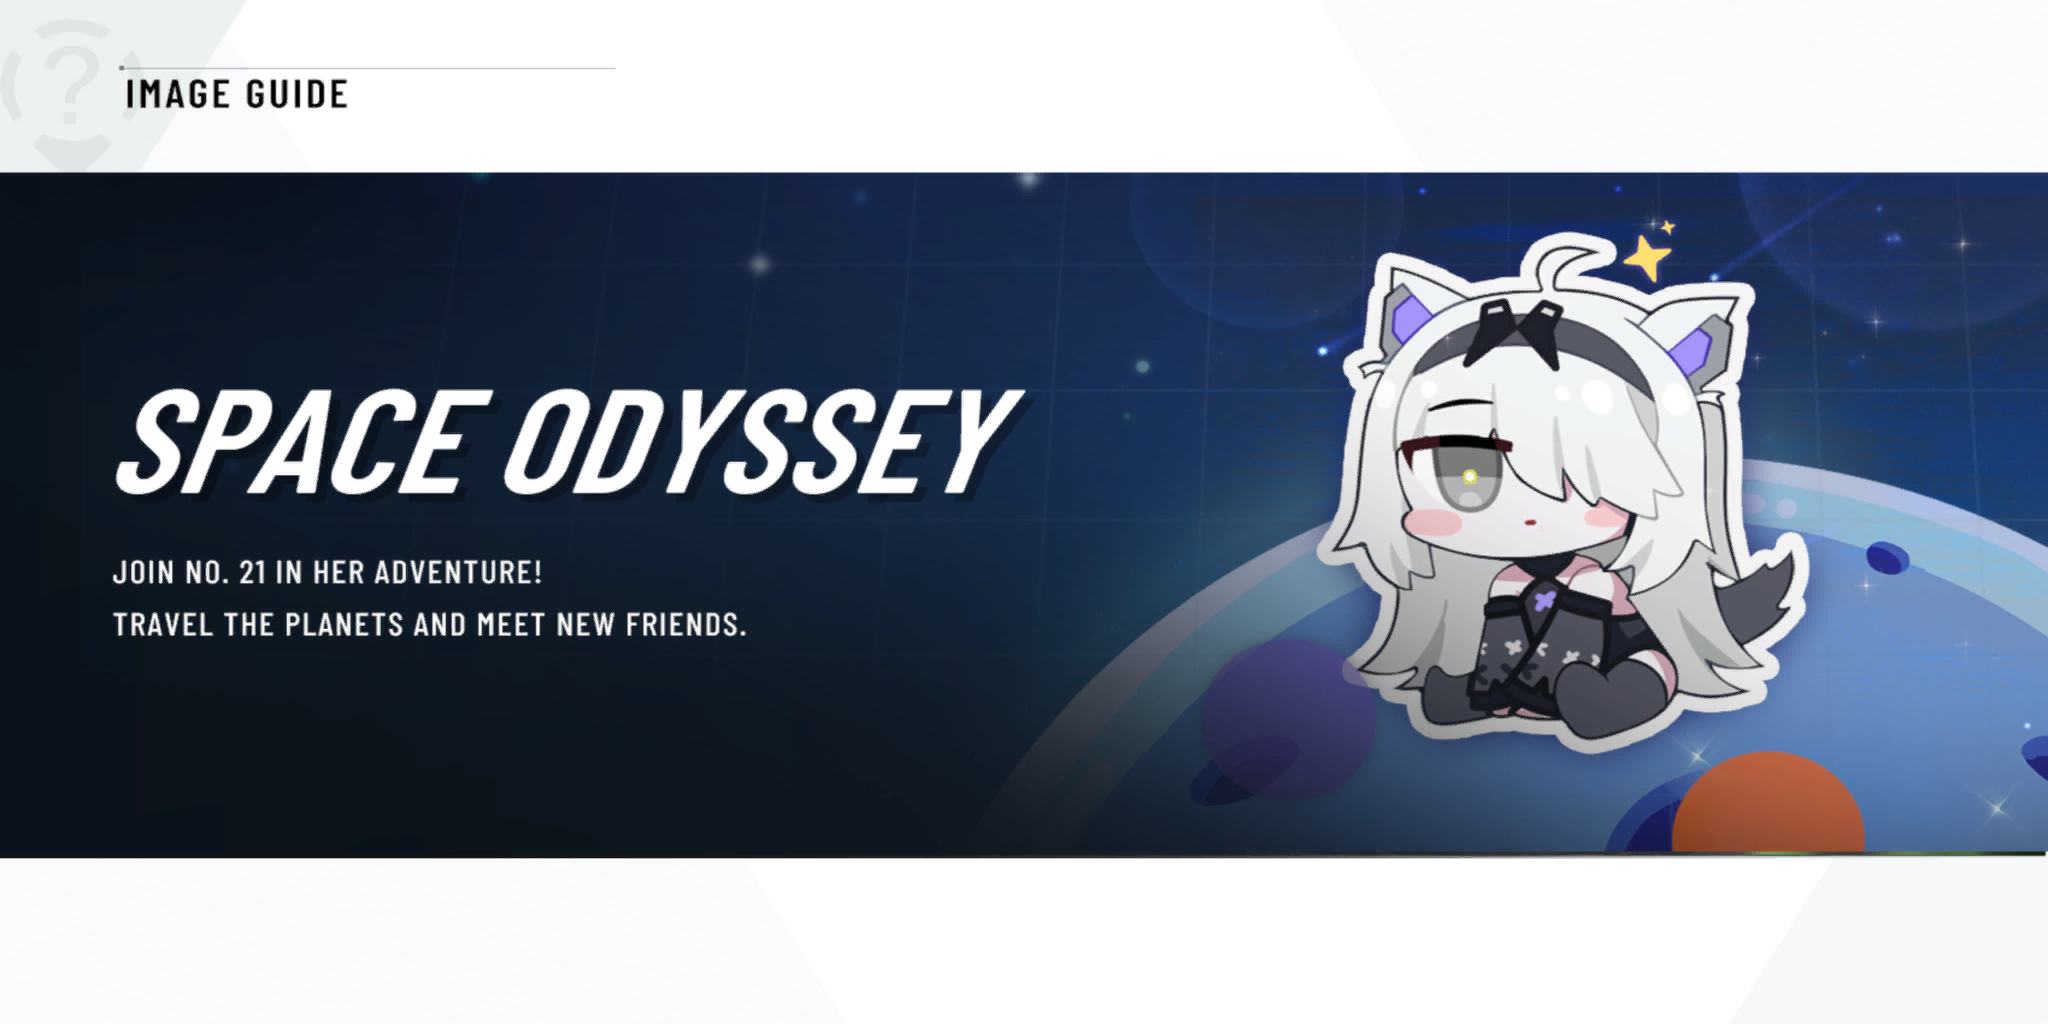 IMAGE GUIDE
SPACE ODYSSEY
JOIN NO. 21 IN HER ADVENTURE!
TRAVEL THE PLANETS AND MEET NEW FRIENDS.